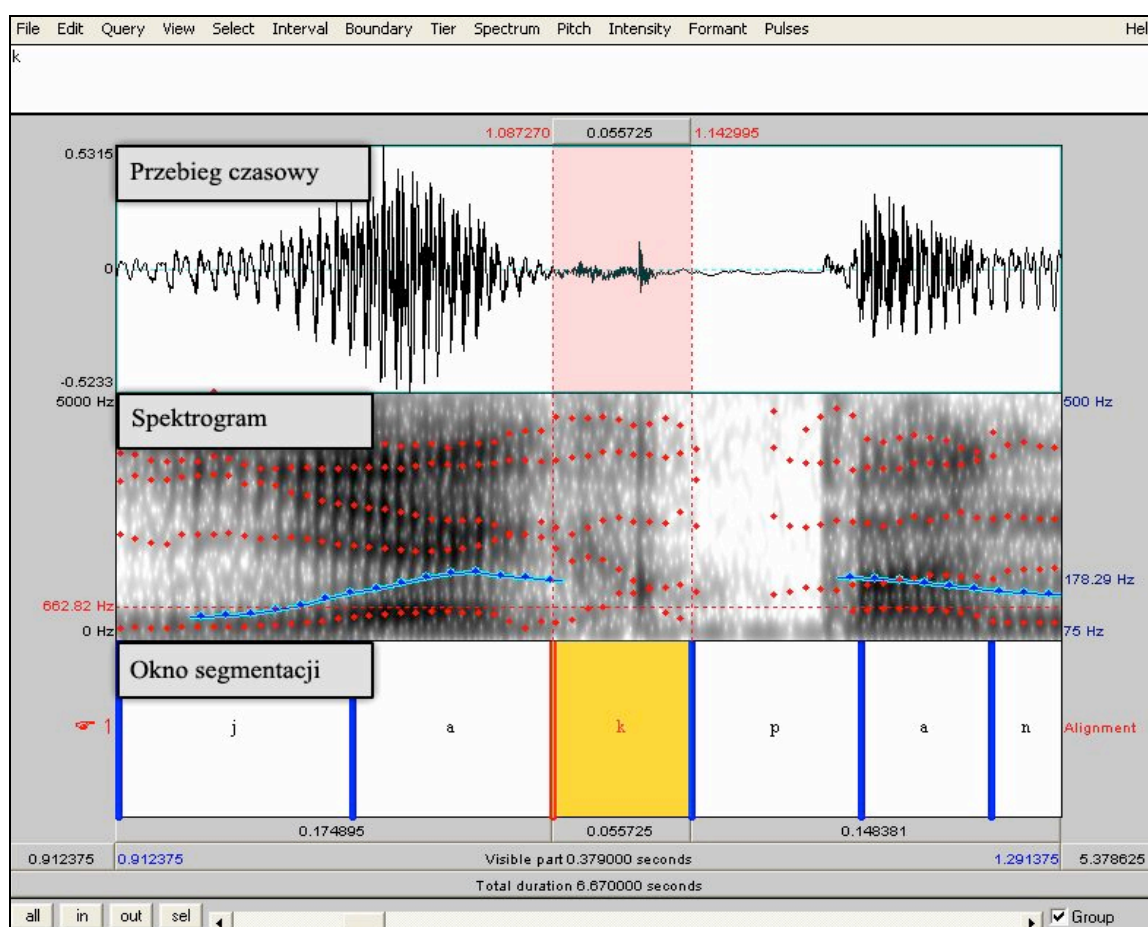 File Edit Query View Select Interval Boundary Tier Spectrum Pitch Intensity Formant Pulses Hel
k
1.087270 0.055725 1.142995
0.5315
Przebieg czasowy
0
-0.5233
5000 Hz Spektrogram 500 Hz
178.29 Hz
662.82 Hz
0 Hz 75 Hz
Okno segmentacji
1 j a k p a n Alignment
0.174895 0.055725 0.148381
0.912375 0.912375 Visible part 0.379000 seconds 1.291375 5.378625
Total duration 6.670000 seconds
all in out sel Group